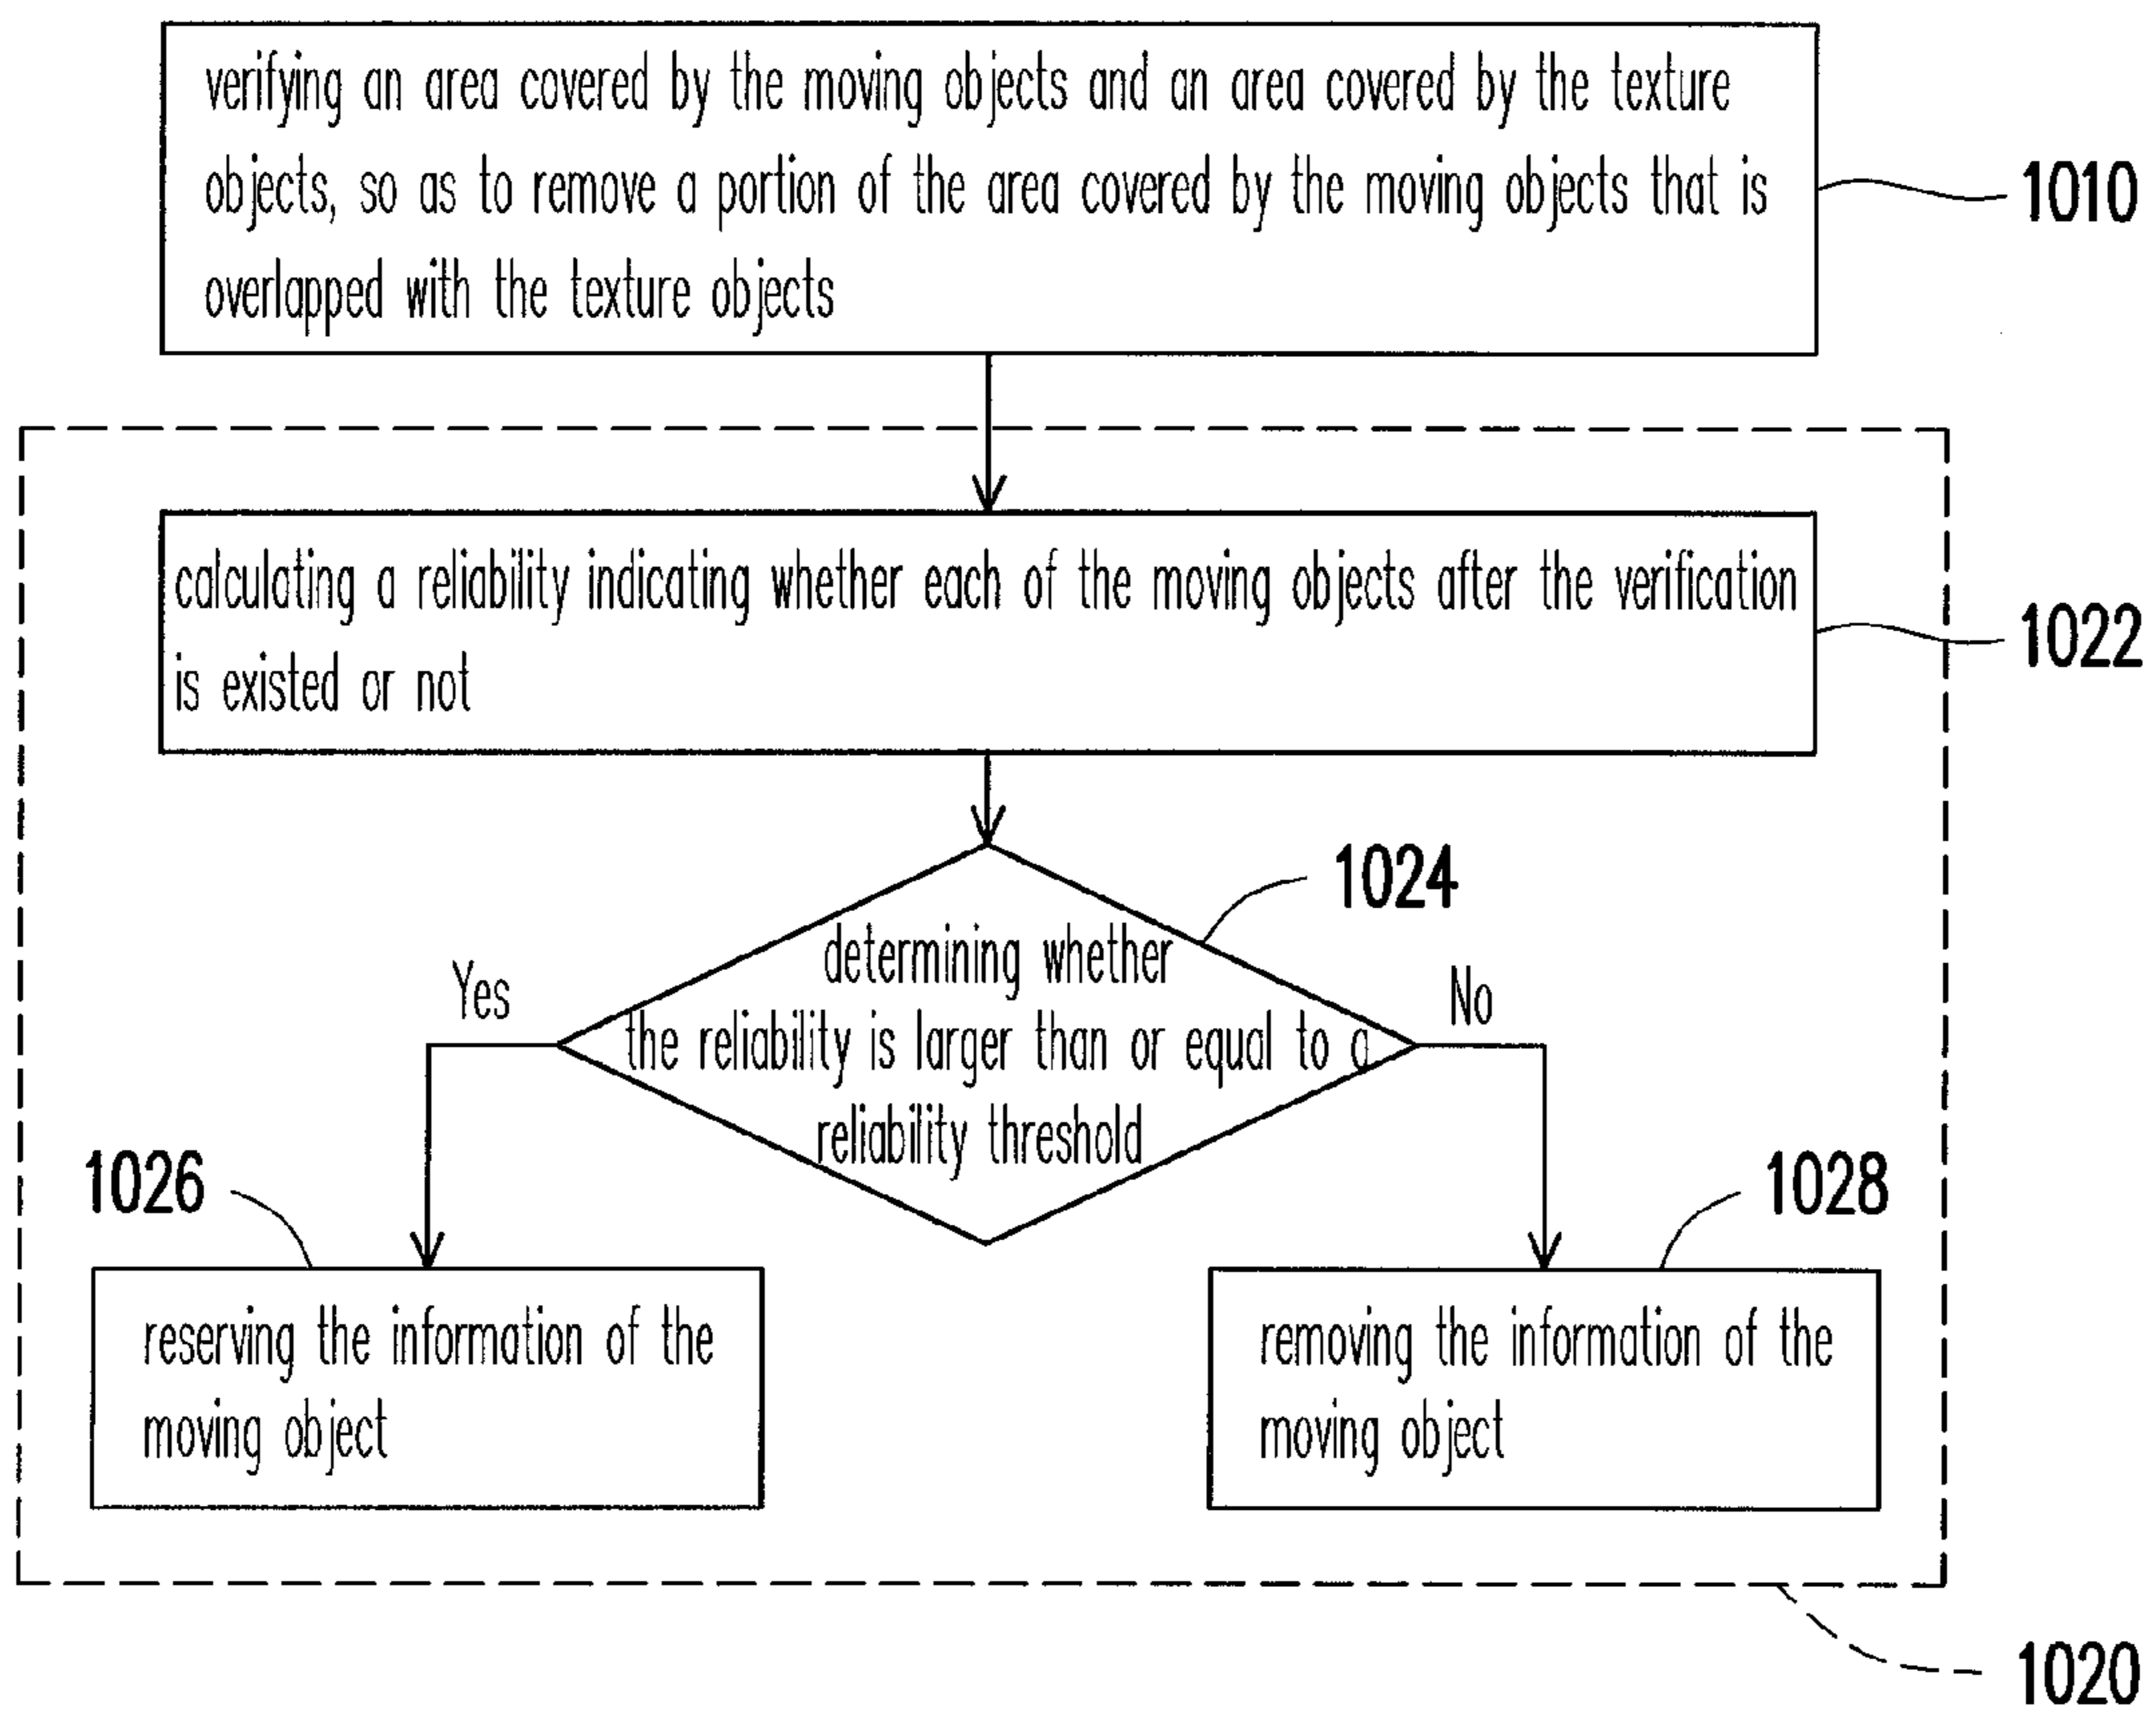 verifying an area covered by the moving objects and an area covered by the texture
objects, so as to remove a portion of the area covered by the moving objects that is
overlapped with the texture objects
1010
calculating a reliability indicating whether each of the moving objects after the verification
is existed or not
1022
1024
determining whether
the reliability is larger than or equal to a
reliability threshold
Yes
No
1026
1028
reserving the information of the
moving object
removing the information of the
moving object
1020